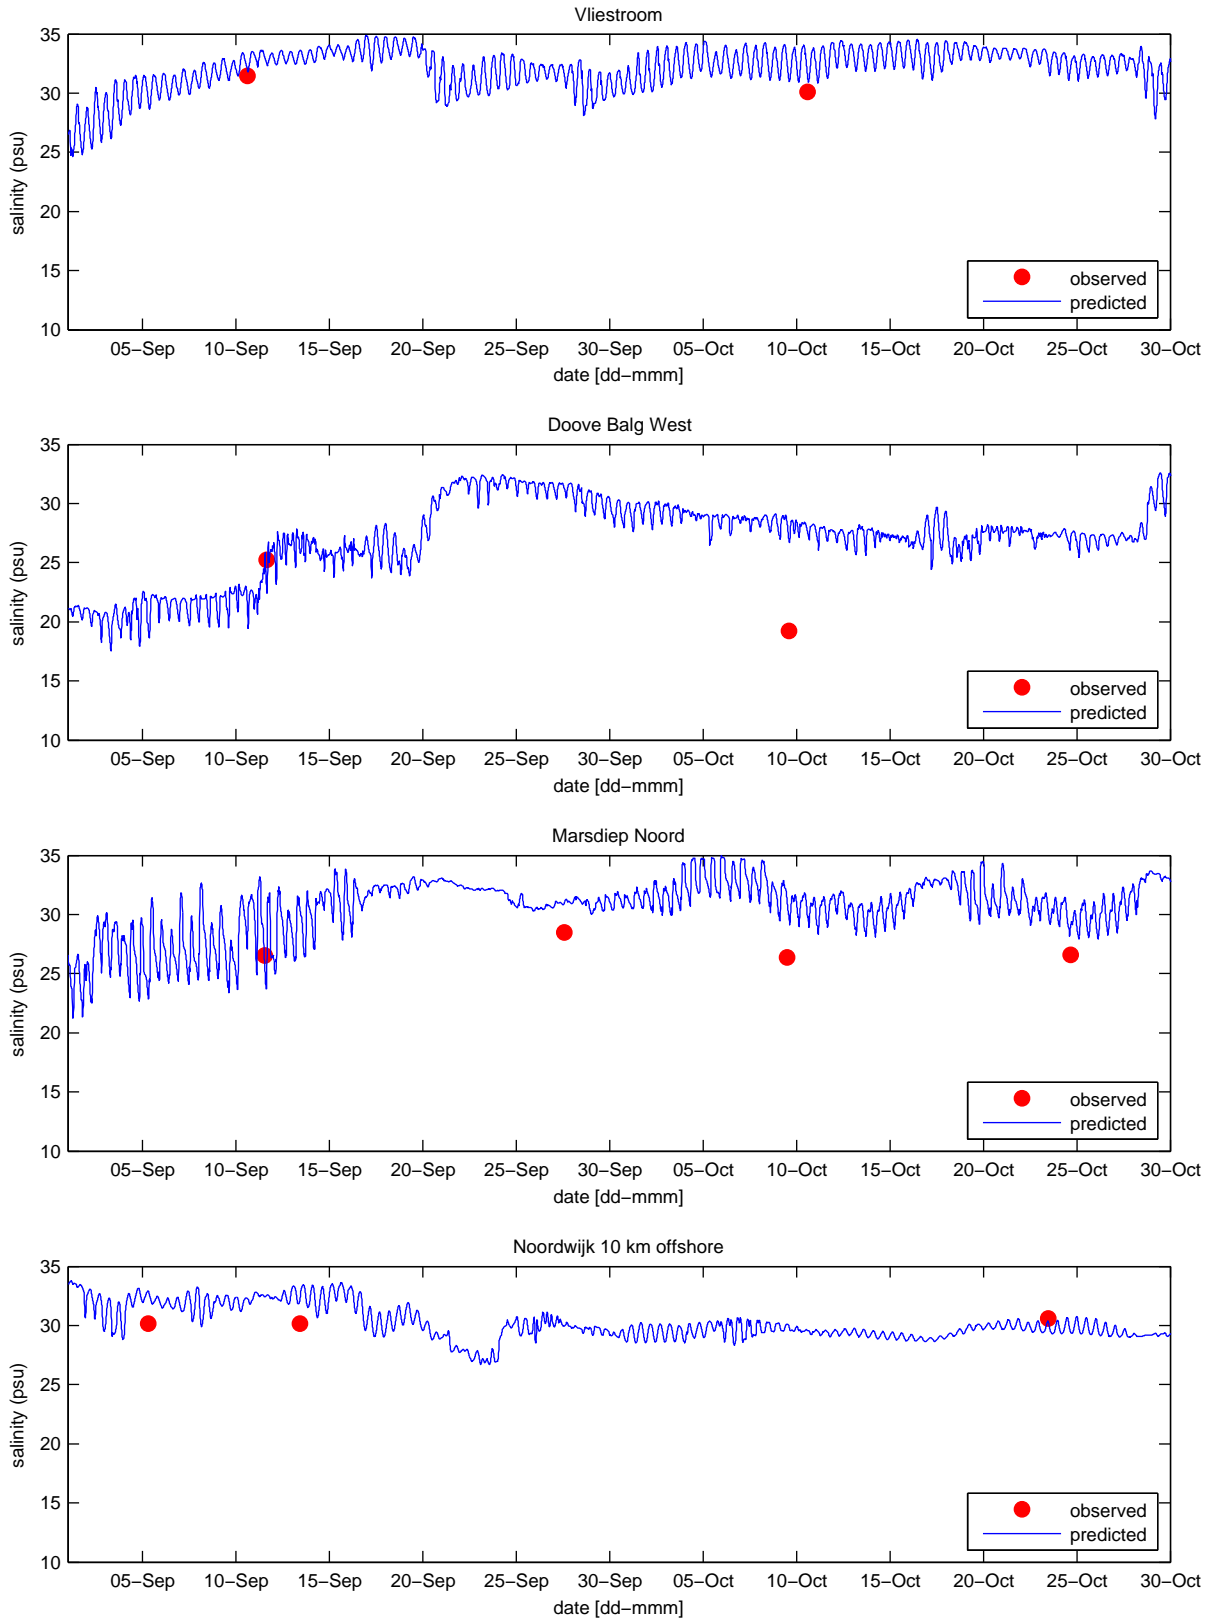 Vliestroom
35
30
25
20
15
10
salinity (psu)
observed
predicted
05−Sep 10−Sep 15−Sep 20−Sep 25−Sep 30−Sep 05−Oct 10−Oct 15−Oct 20−Oct 25−Oct 30−Oct
date [dd−mmm]
Doove Balg West
35
30
25
20
15
10
salinity (psu)
observed
predicted
05−Sep 10−Sep 15−Sep 20−Sep 25−Sep 30−Sep 05−Oct 10−Oct 15−Oct 20−Oct 25−Oct 30−Oct
date [dd−mmm]
Marsdiep Noord
35
30
25
20
15
10
salinity (psu)
observed
predicted
05−Sep 10−Sep 15−Sep 20−Sep 25−Sep 30−Sep 05−Oct 10−Oct 15−Oct 20−Oct 25−Oct 30−Oct
date [dd−mmm]
Noordwijk 10 km offshore
35
30
25
20
15
10
salinity (psu)
observed
predicted
05−Sep 10−Sep 15−Sep 20−Sep 25−Sep 30−Sep 05−Oct 10−Oct 15−Oct 20−Oct 25−Oct 30−Oct
date [dd−mmm]